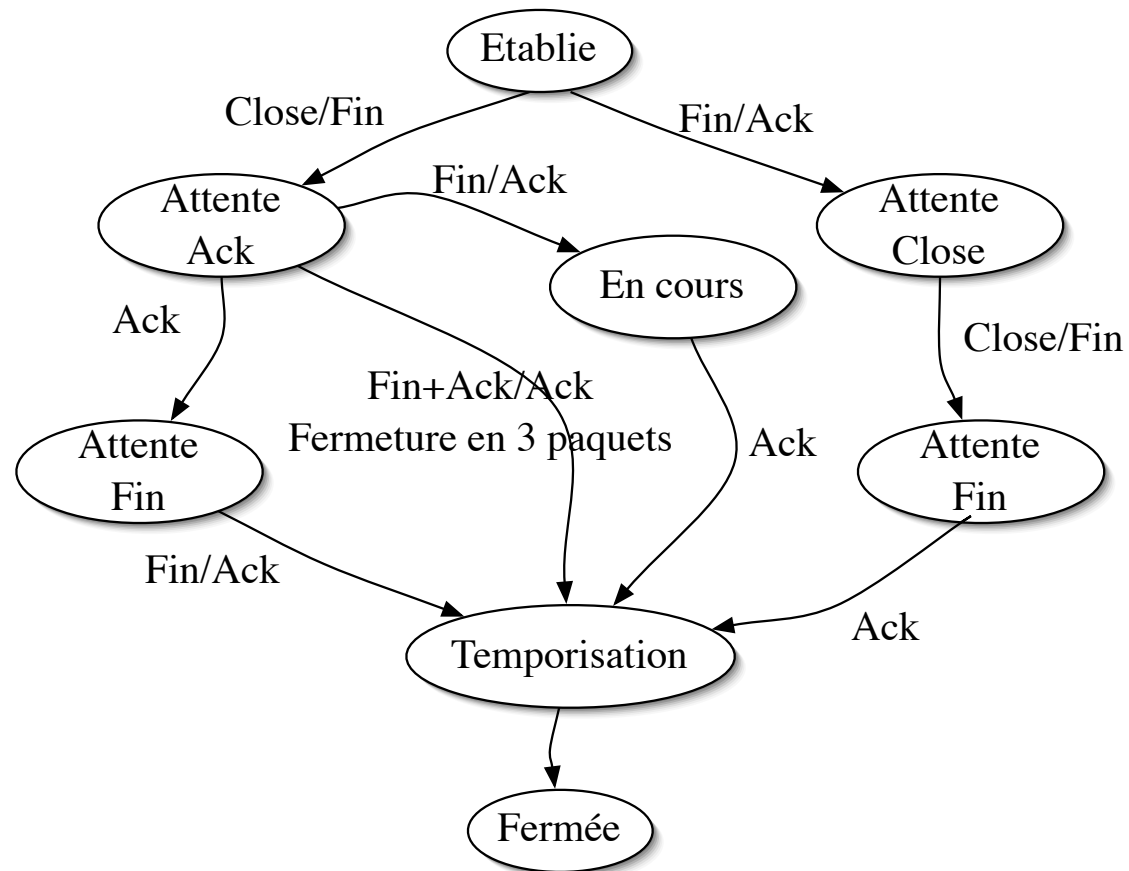 Etablie
Close/Fin
Fin/Ack
Fin/Ack
Attente
Ack
Attente
Close
En cours
Ack
Close/Fin
Fin+Ack/Ack
Fermeture en 3 paquets
Ack
Attente
Fin
Attente
Fin
Fin/Ack
Ack
Temporisation
Fermée